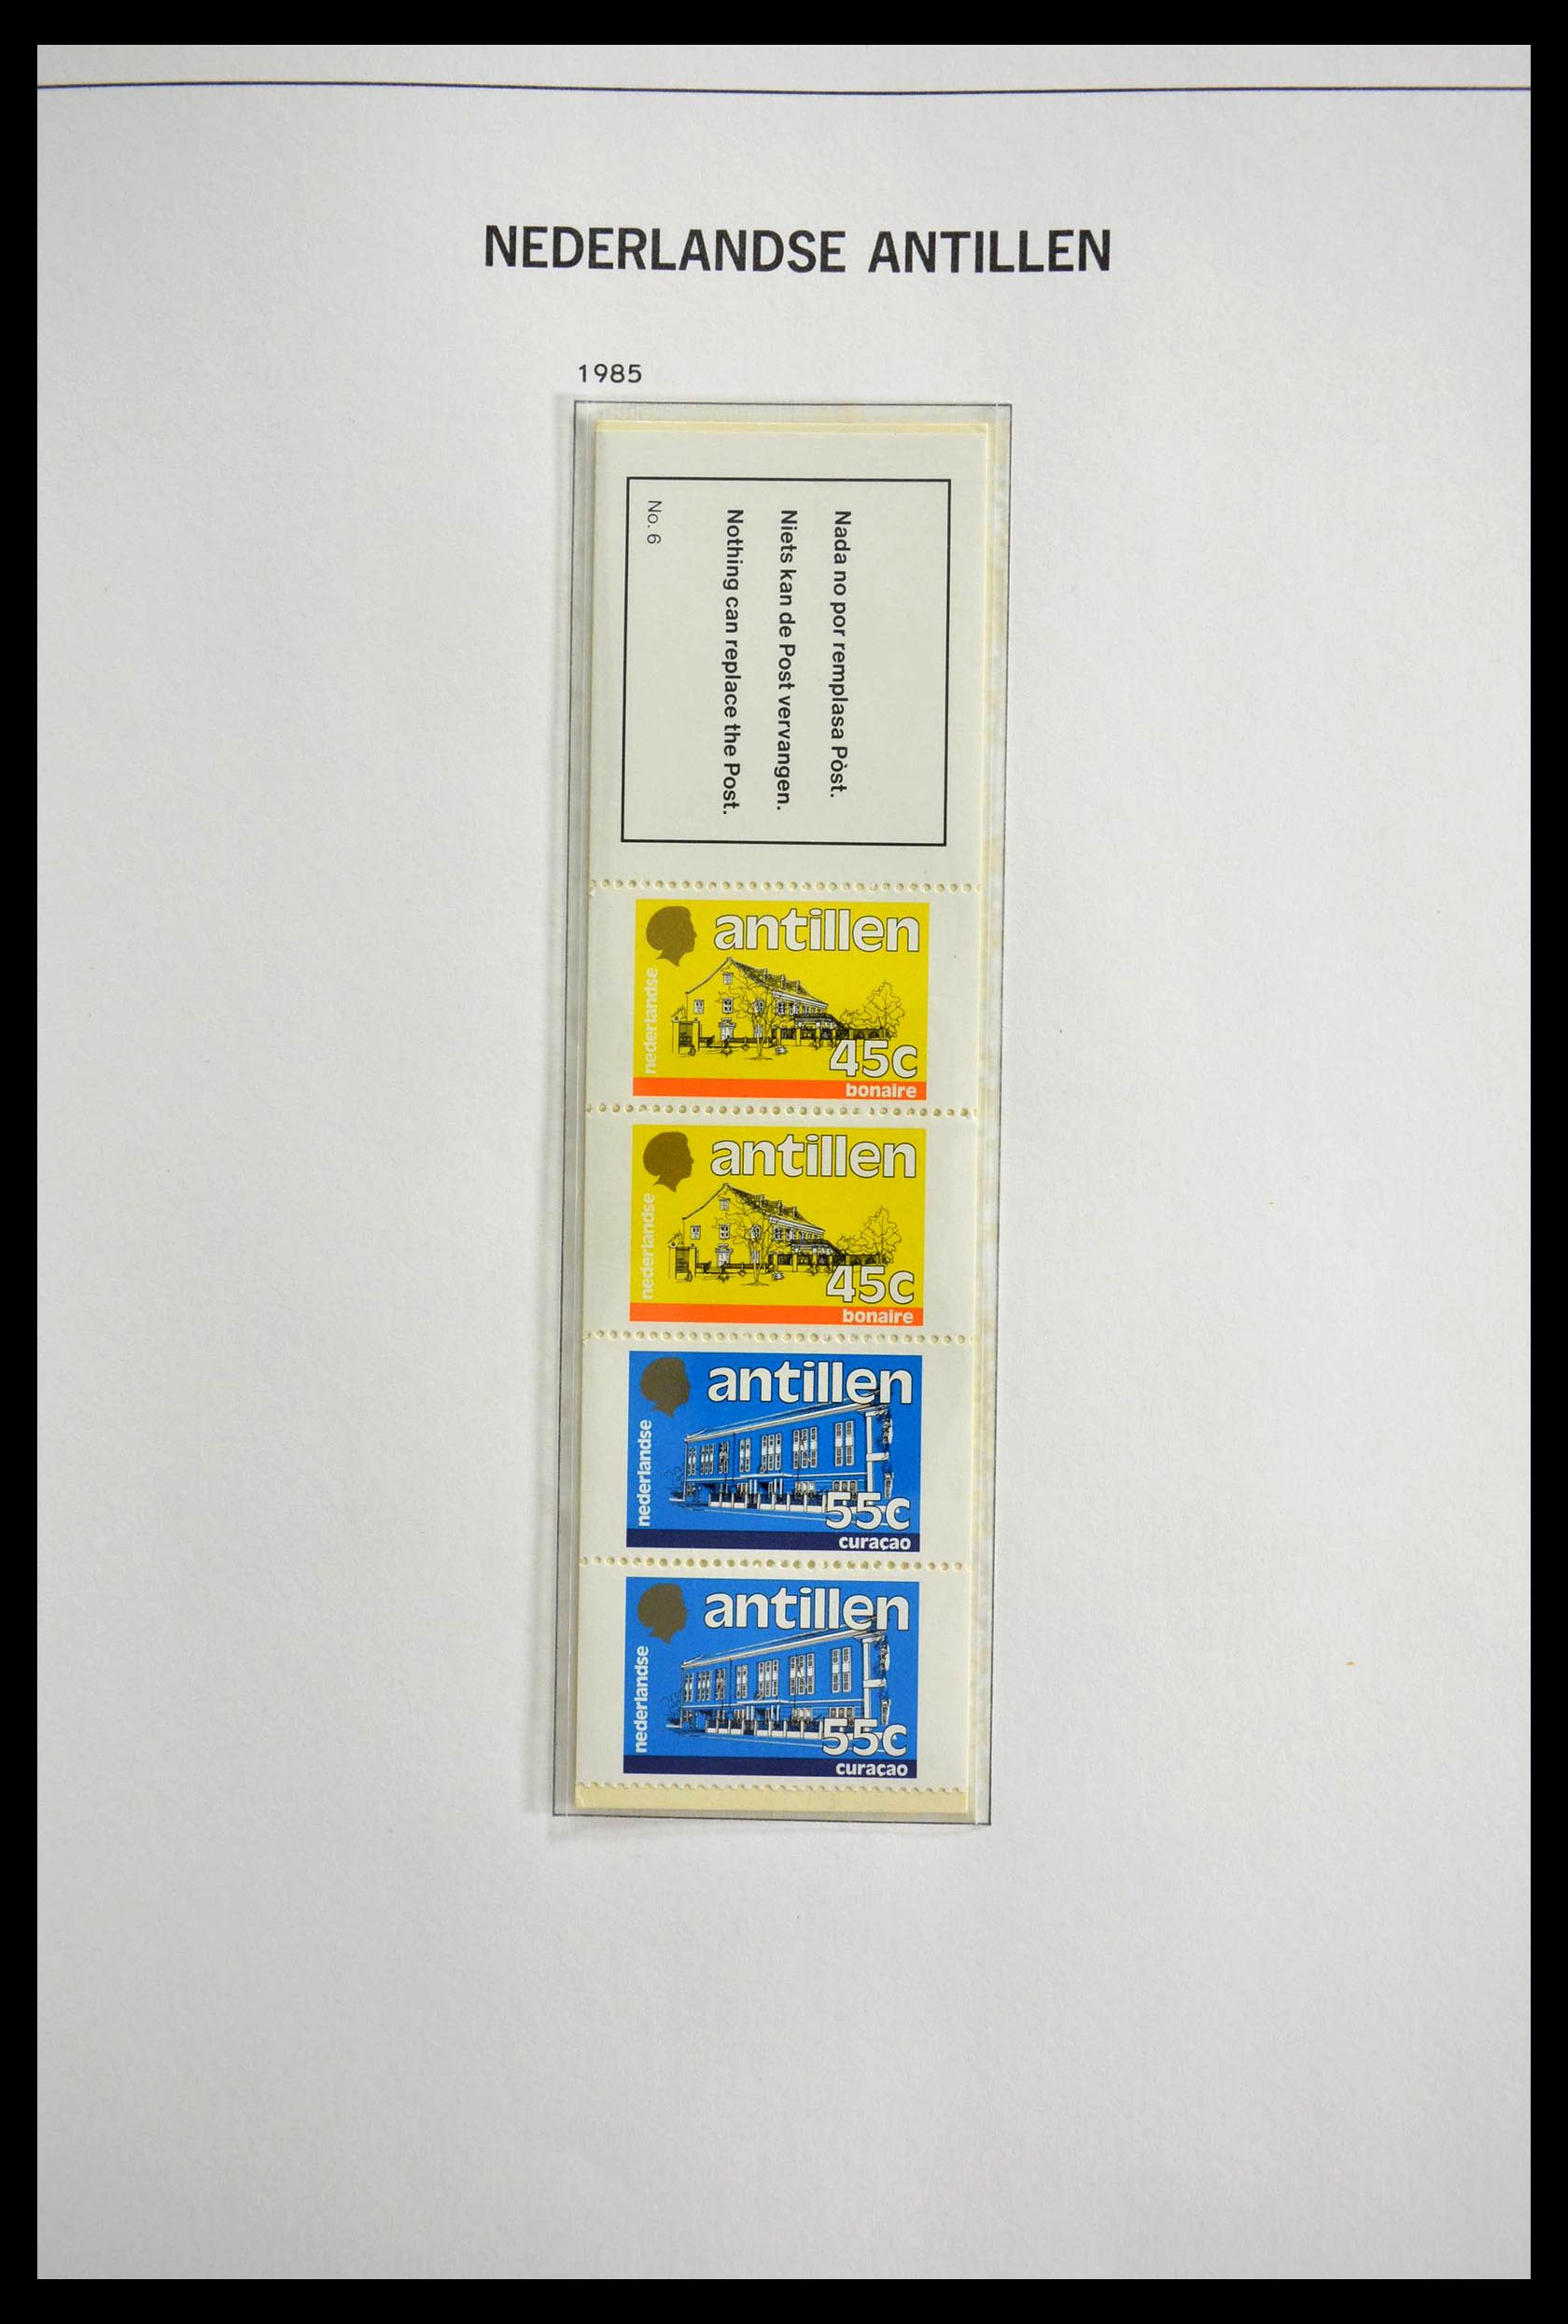 NEDERLANDSE ANTILLEN
1985
Nada no por remplasa Pòst.
Niets kan de Post vervangen.
Nothing can replace the Post.
No. 6
antillen
nederlandse
45c
bonaire
antillen
nederlandse
45c
bonaire
antillen
nederlandse
55c
curaçao
antillen
nederlandse
55c
curaçao